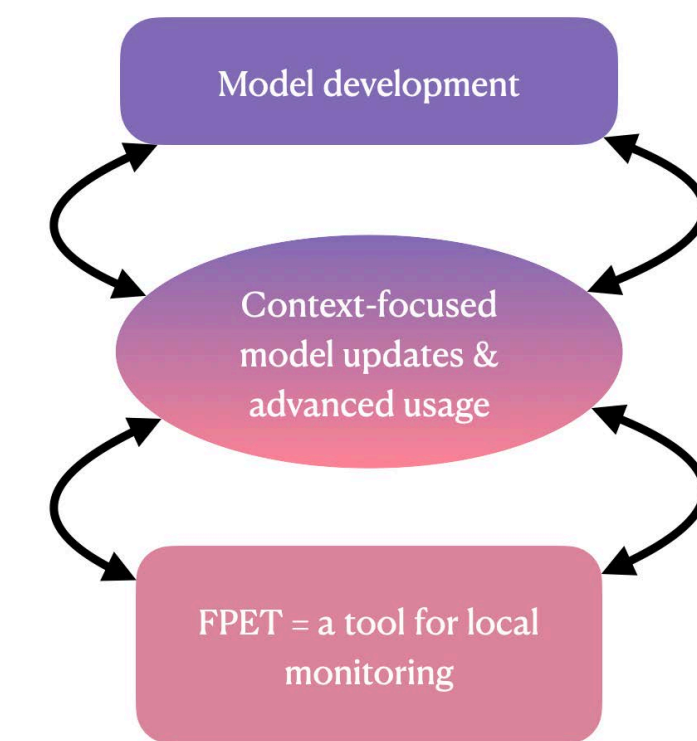 Model development
Context-focused
model updates &
advanced usage
FPET = a tool for local
monitoring